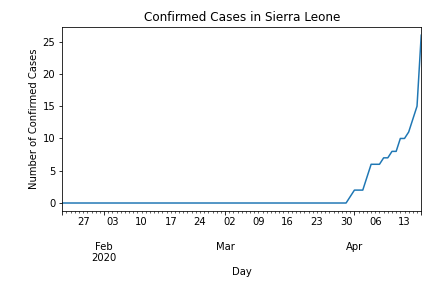 Confirmed Cases in Sierra Leone
Number of Confirmed Cases
25
20
15
10
5
0
27 03 10 17 24 02 09 16 23 30 06 13
Feb Mar Apr
2020
Day